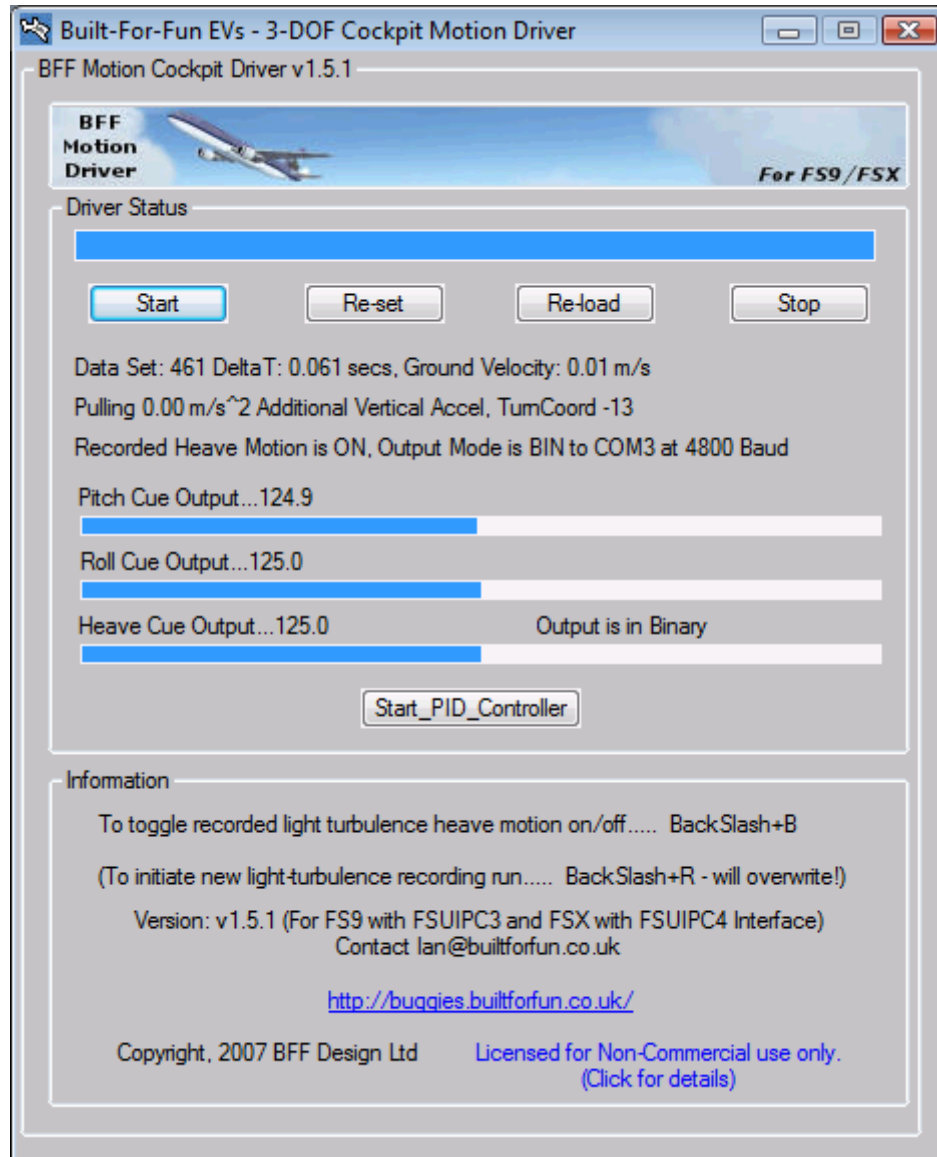 Built-For-Fun EVs - 3-DOF Cockpit Motion Driver
BFF Motion Cockpit Driver v1.5.1
BFF
Motion
Driver
For FS9/FSX
Driver Status
Start Re-set Re-load Stop
Data Set: 461 DeltaT: 0.061 secs, Ground Velocity: 0.01 m/s
Pulling 0.00 m/s^2 Additional Vertical Accel, TurnCoord -13
Recorded Heave Motion is ON, Output Mode is BIN to COM3 at 4800 Baud
Pitch Cue Output...124.9
Roll Cue Output...125.0
Heave Cue Output...125.0 Output is in Binary
Start_PID_Controller
Information
To toggle recorded light turbulence heave motion on/off..... BackSlash+B
(To initiate new light-turbulence recording run..... BackSlash+R - will overwrite!)
Version: v1.5.1 (For FS9 with FSUIPC3 and FSX with FSUIPC4 Interface)
Contact Ian@builtforfun.co.uk
http://buggies.builtforfun.co.uk/
Copyright, 2007 BFF Design Ltd Licensed for Non-Commercial use only.
(Click for details)